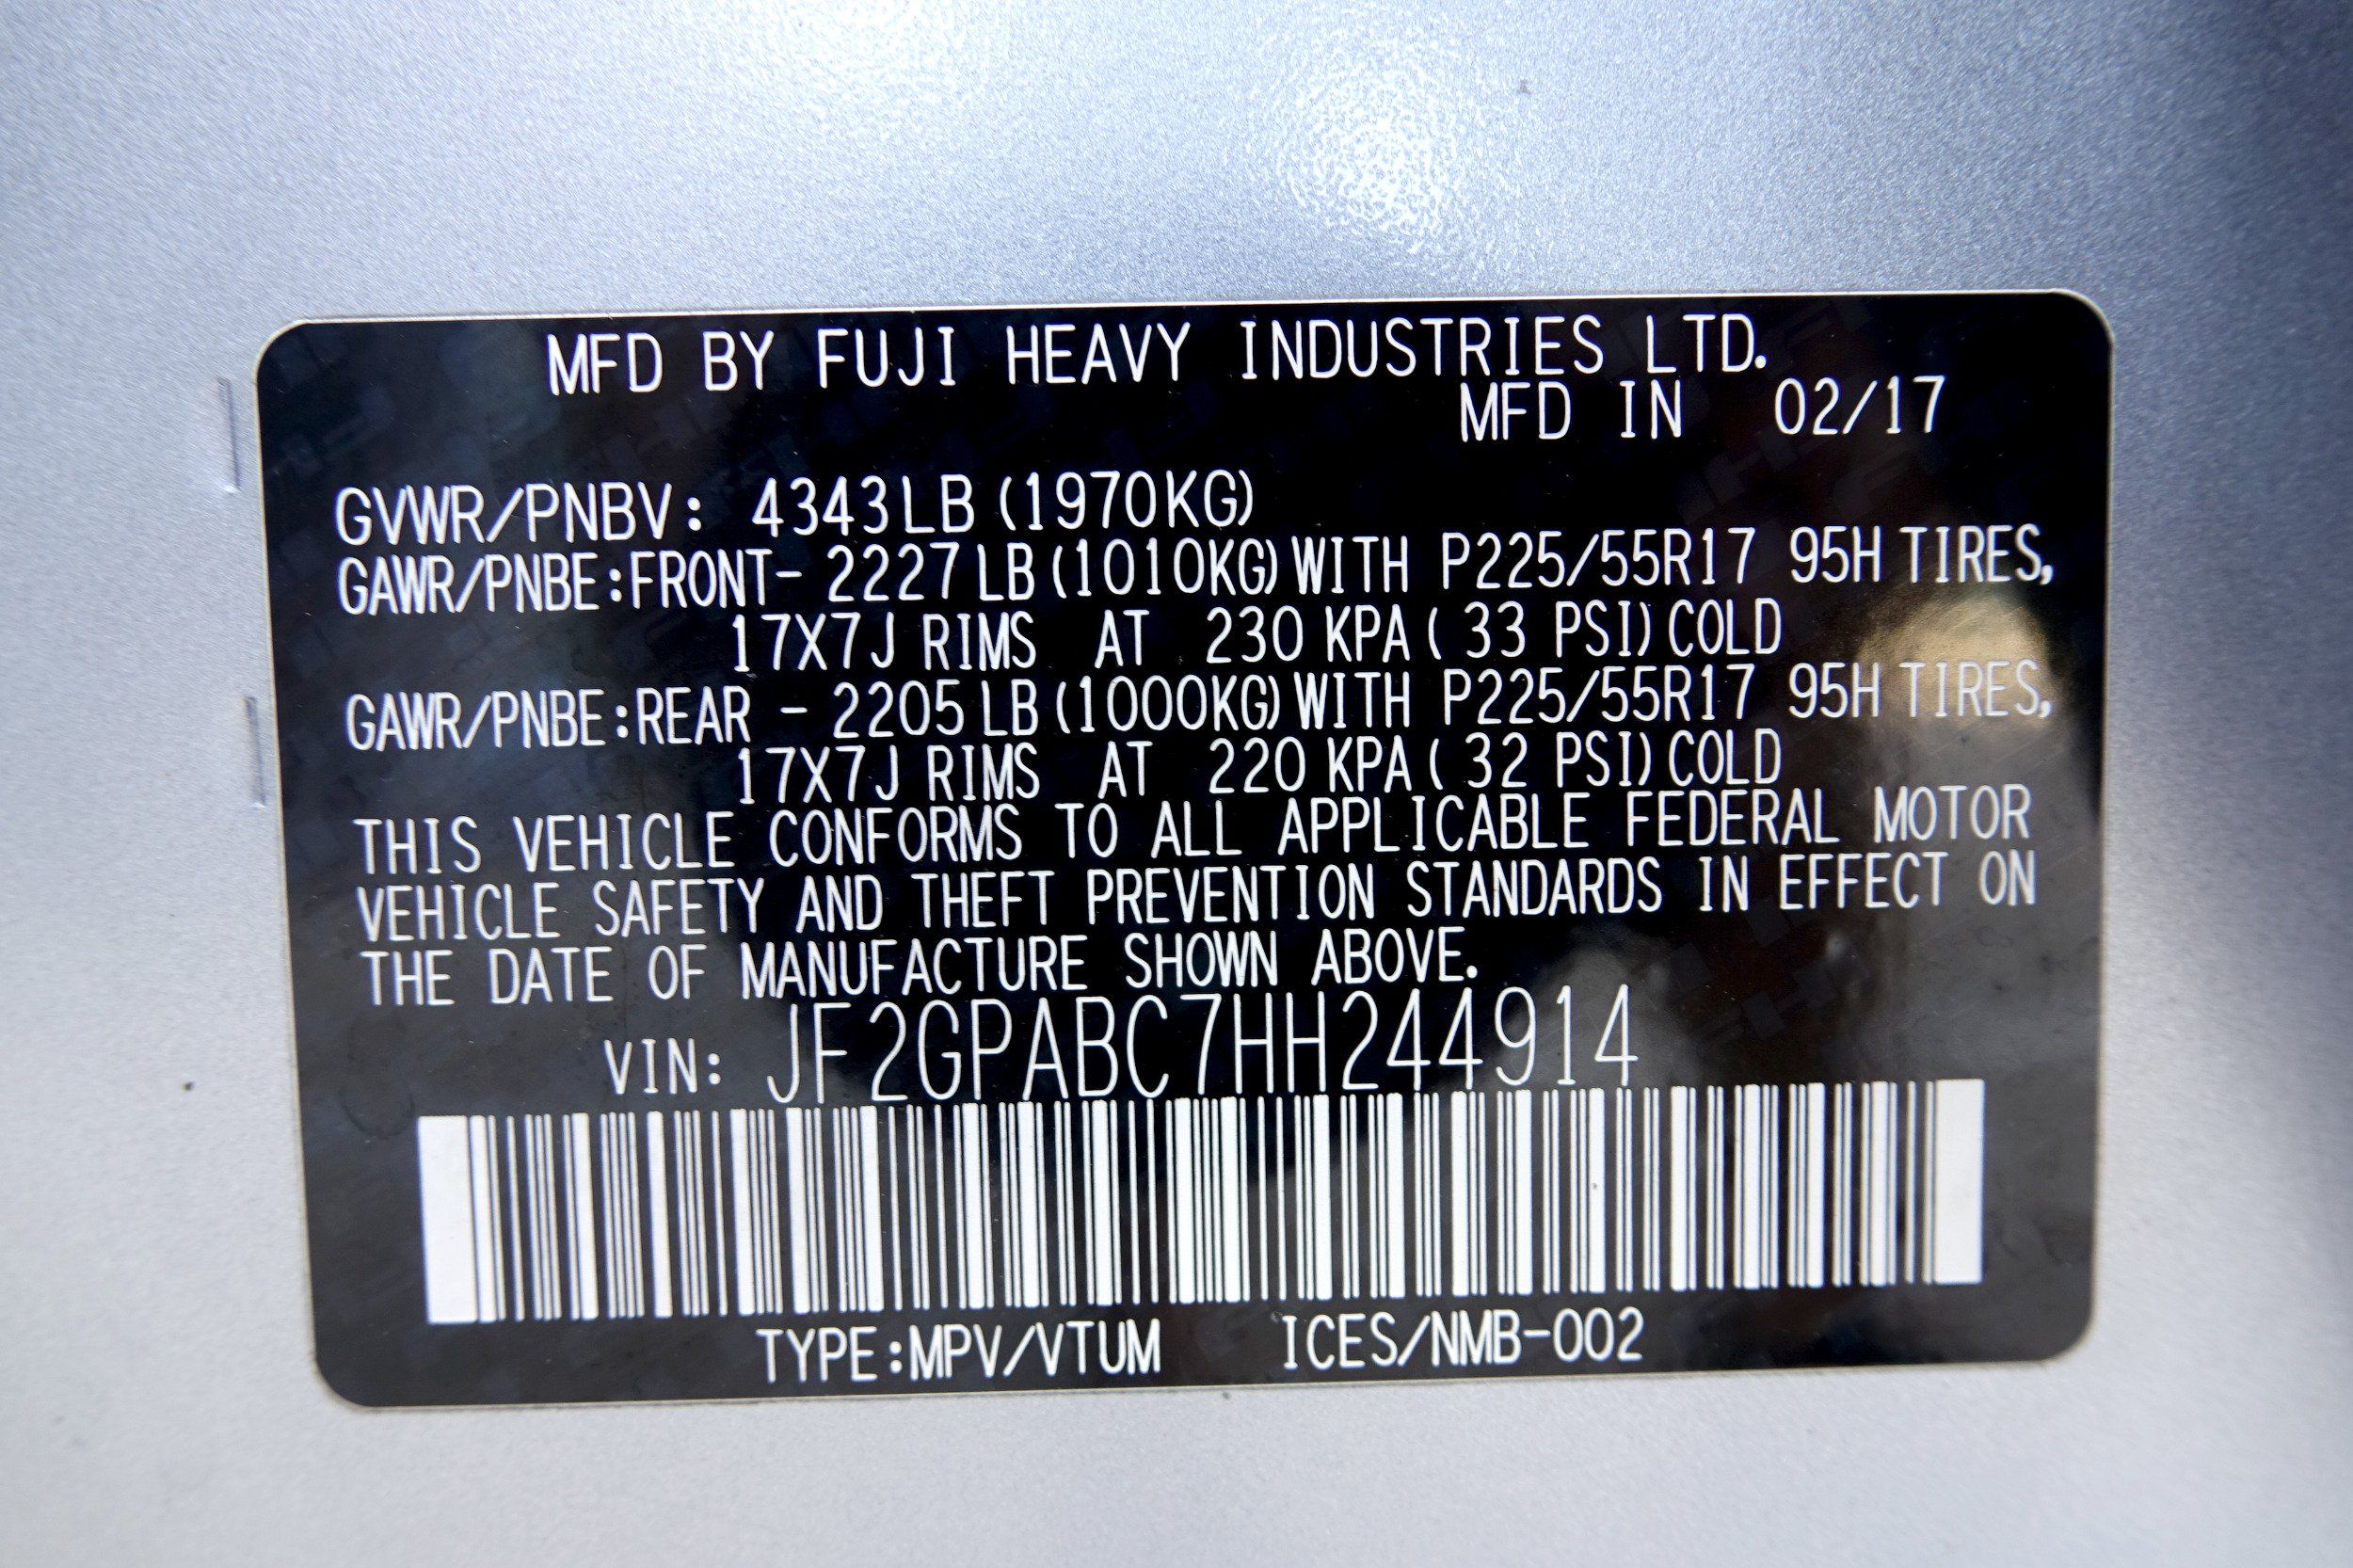 MFD BY FUJI HEAVY INDUSTRIES LTD.
MFD IN 02/17
GVWR/PNBV: 4343LB (1970KG)
GAWR/PNBE:FRONT- 2227LB (1010KG) WITH P225/55R17 95H TIRES,
17X7J RIMS AT 230 KPA ( 33 PSI) COLD
GAWR/PNBE:REAR - 2205LB (1000KG) WITH P225/55R17 95H TIRES,
17X7J RIMS AT 220 KPA ( 32 PSI) COLD
THIS VEHICLE CONFORMS TO ALL APPLICABLE FEDERAL MOTOR
VEHICLE SAFETY AND THEFT PREVENTION STANDARDS IN EFFECT ON
THE DATE OF MANUFACTURE SHOWN ABOVE.
VIN: JF2GPABC7HH244914
TYPE:MPV/VTUM ICES/NMB-002